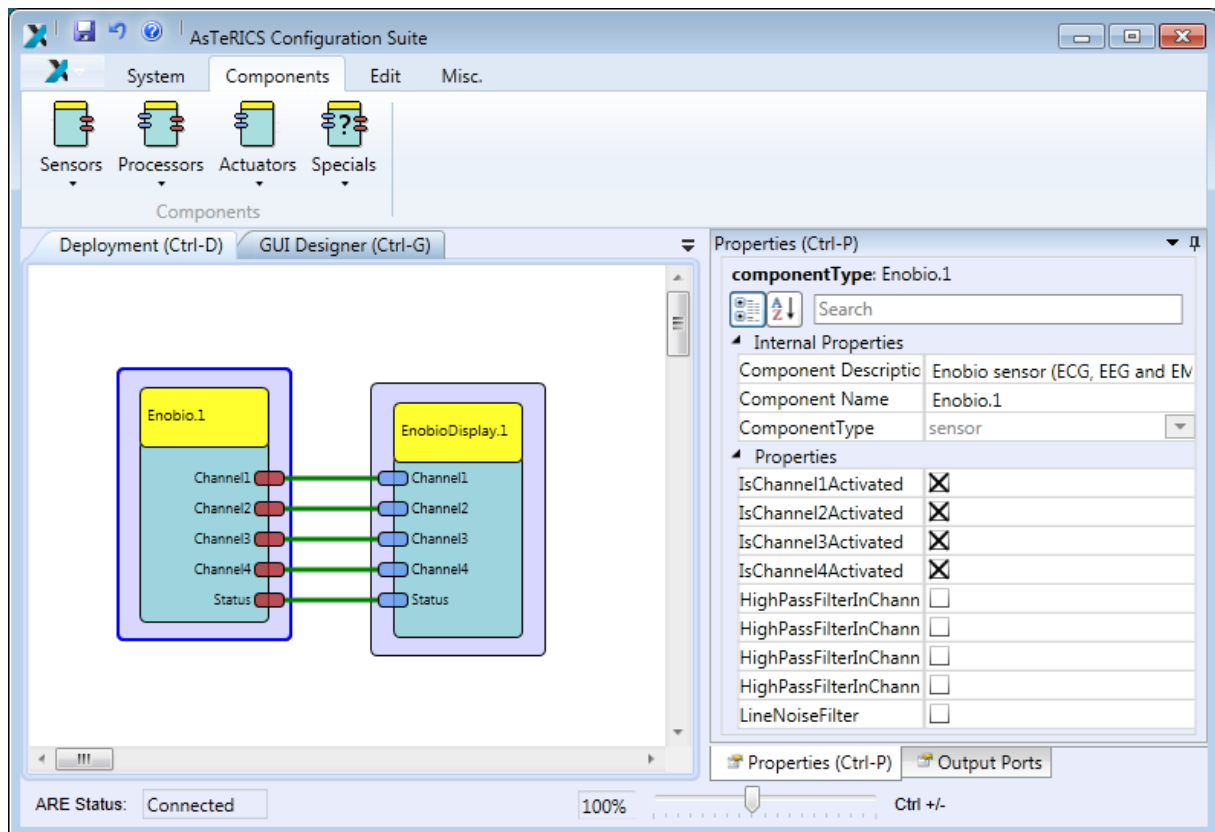 AsTeRICS Configuration Suite
System Components Edit Misc.
Sensors Processors Actuators Specials
Components
Deployment (Ctrl-D) GUI Designer (Ctrl-G)
Enobio.1
Channel1
Channel2
Channel3
Channel4
Status
EnobioDisplay.1
Channel1
Channel2
Channel3
Channel4
Status
Properties (Ctrl-P)
componentType: Enobio.1
Search
Internal Properties
Component Descriptio Enobio sensor (ECG, EEG and EM
Component Name Enobio.1
ComponentType sensor
Properties
IsChannel1Activated
IsChannel2Activated
IsChannel3Activated
IsChannel4Activated
HighPassFilterInChann
HighPassFilterInChann
HighPassFilterInChann
HighPassFilterInChann
LineNoiseFilter
Properties (Ctrl-P) Output Ports
ARE Status: Connected 100% Ctrl +/-